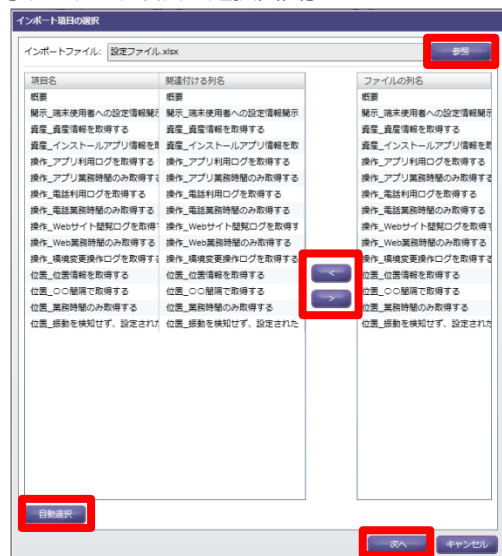 インポート項目の選択
インポートファイル: 設定ファイル.xlsx 参照
項目名 関連付ける列名 ファイルの列名
概要 概要 概要
開示_端末使用者への設定情報開示 開示_端末使用者への設定情報開示 開示_端末使用者への設定情報開示
資産_資産情報を取得する 資産_資産情報を取得する 資産_資産情報を取得する
資産_インストールアプリ情報を取 資産_インストールアプリ情報を取 資産_インストールアプリ情報を取
操作_アプリ利用ログを取得する 操作_アプリ利用ログを取得する 操作_アプリ利用ログを取得する
操作_アプリ業務時間のみ取得する 操作_アプリ業務時間のみ取得する 操作_アプリ業務時間のみ取得する
操作_電話利用ログを取得する 操作_電話利用ログを取得する 操作_電話利用ログを取得する
操作_電話業務時間のみ取得する 操作_電話業務時間のみ取得する 操作_電話業務時間のみ取得する
操作_Webサイト閲覧ログを取得 操作_Webサイト閲覧ログを取得す 操作_Webサイト閲覧ログを取得す
操作_Web業務時間のみ取得する 操作_Web業務時間のみ取得する 操作_Web業務時間のみ取得する
操作_環境変更操作ログを取得する 操作_環境変更操作ログを取得する 操作_環境変更操作ログを取得する
位置_位置情報を取得する 位置_位置情報を取得する < 位置_位置情報を取得する
位置_○○間隔で取得する 位置_○○間隔で取得する 位置_○○間隔で取得する
位置_業務時間のみ取得する 位置_業務時間のみ取得する > 位置_業務時間のみ取得する
位置_振動を検知せず、設定された 位置_振動を検知せず、設定された 位置_振動を検知せず、設定された
自動選択
次へ キャンセル